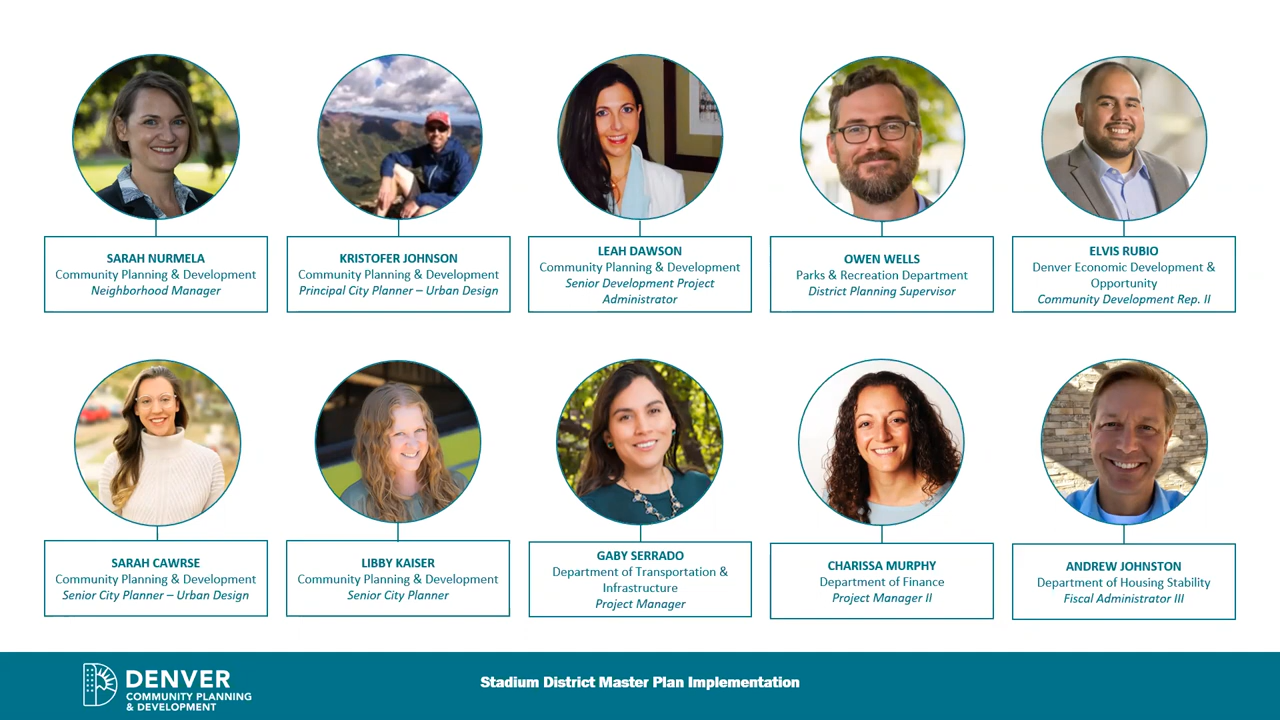 SARAH NURMELA
Community Planning & Development
Neighborhood Manager
KRISTOFER JOHNSON
Community Planning & Development
Principal City Planner – Urban Design
LEAH DAWSON
Community Planning & Development
Senior Development Project
Administrator
OWEN WELLS
Parks & Recreation Department
District Planning Supervisor
ELVIS RUBIO
Denver Economic Development &
Opportunity
Community Development Rep. II
SARAH CAWRSE
Community Planning & Development
Senior City Planner – Urban Design
LIBBY KAISER
Community Planning & Development
Senior City Planner
GABY SERRADO
Department of Transportation &
Infrastructure
Project Manager
CHARISSA MURPHY
Department of Finance
Project Manager II
ANDREW JOHNSTON
Department of Housing Stability
Fiscal Administrator III
DENVER
COMMUNITY PLANNING
& DEVELOPMENT
Stadium District Master Plan Implementation